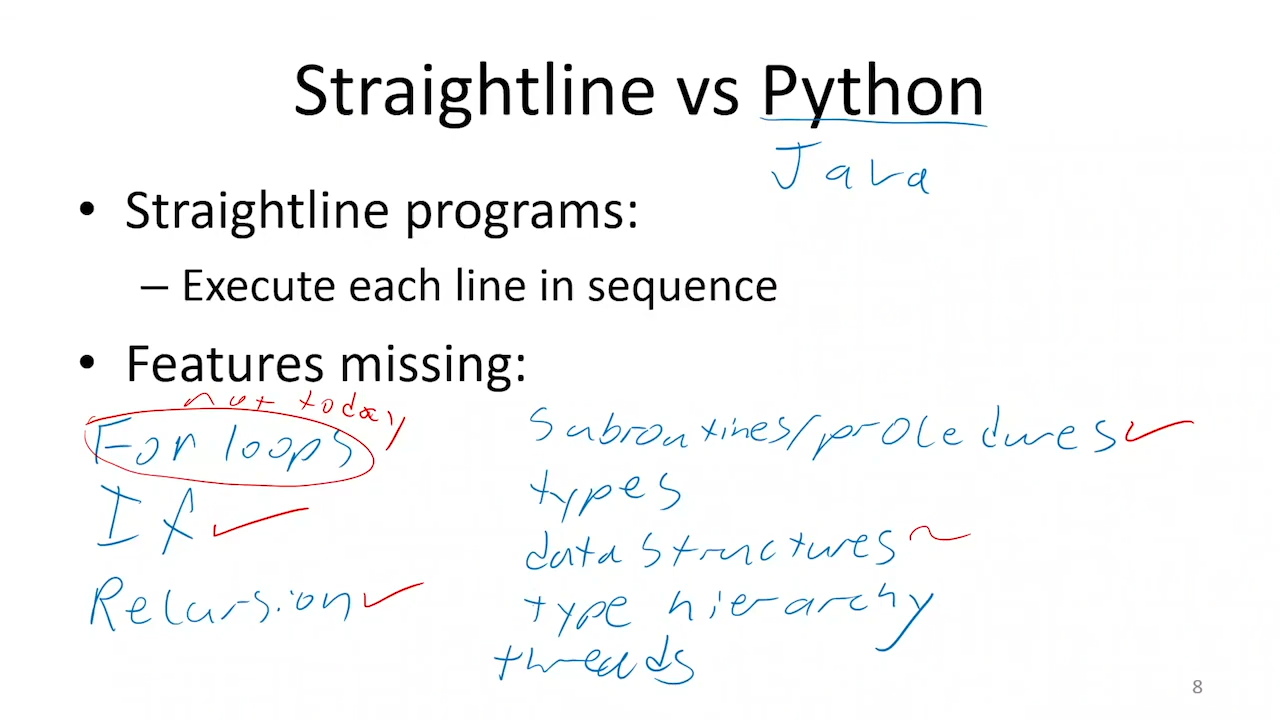 Straightline vs Python
Java
• Straightline programs:
– Execute each line in sequence
• Features missing:
not today
For loops
If
Recursion
Subroutines/procedures
types
data structures
type hierarchy
threads
8